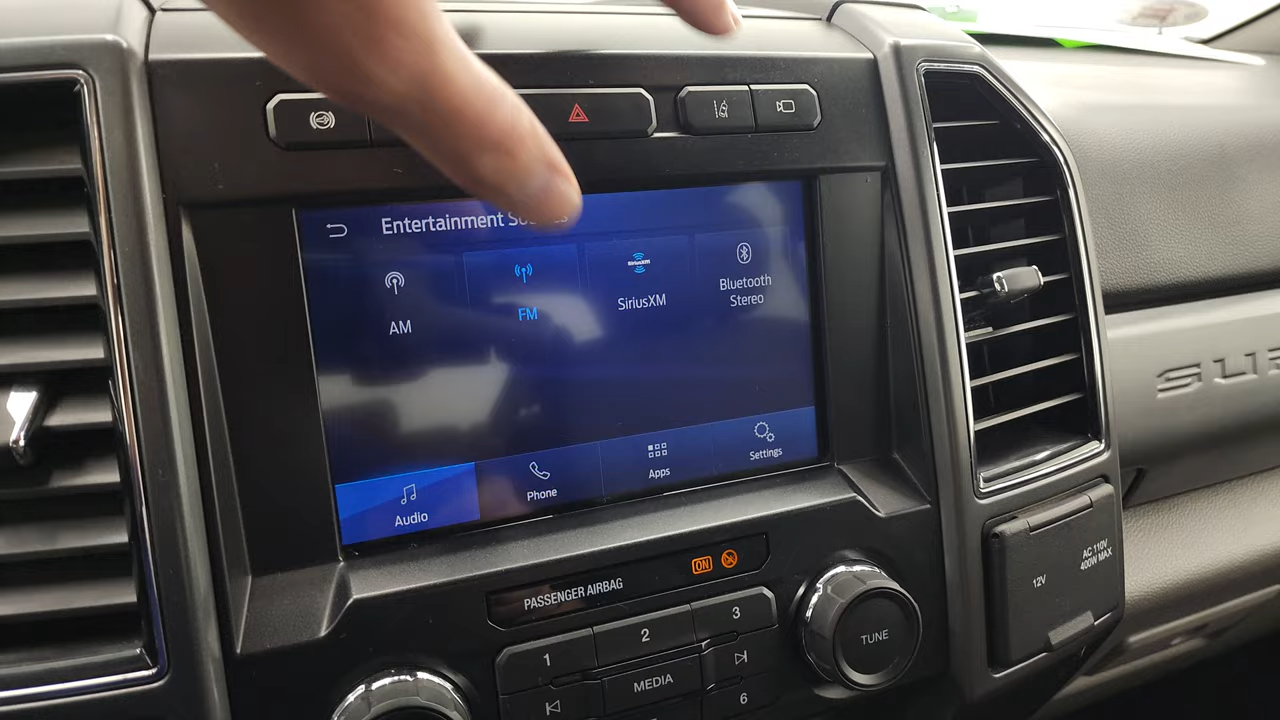 Entertainment
siriusxm
AM
FM
SiriusXM
Bluetooth
Stereo
Audio
Phone
Apps
Settings
PASSENGER AIRBAG
ON
1
2
3
MEDIA
6
TUNE
12V
AC 110V
400W MAX